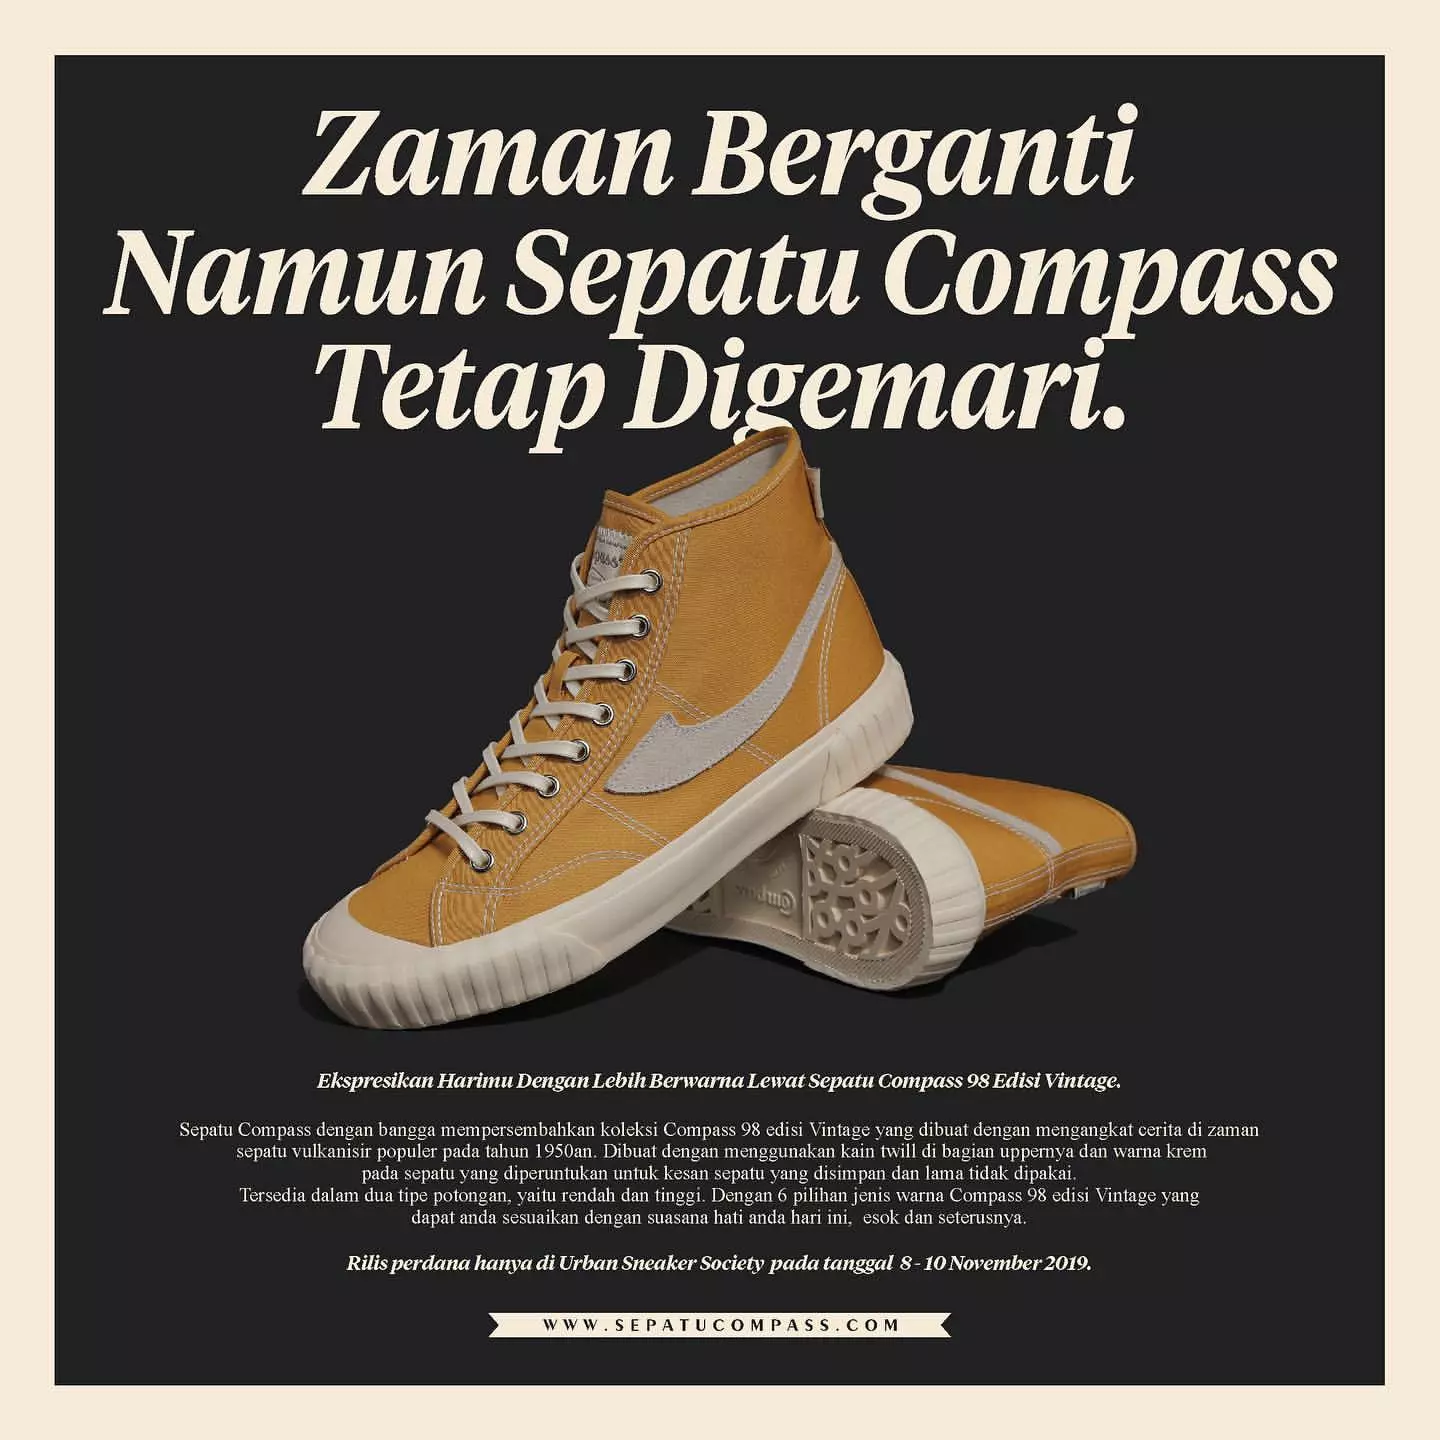 Zaman Berganti
Namun Sepatu Compass
Tetap Digemari.
Ekspresikan Harimu Dengan Lebih Berwarna Lewat Sepatu Compass 98 Edisi Vintage.
Sepatu Compass dengan bangga mempersembahkan koleksi Compass 98 edisi Vintage yang dibuat dengan mengangkat cerita di zaman
sepatu vulkanisir populer pada tahun 1950an. Dibuat dengan menggunakan kain twill di bagian uppernya dan warna krem
pada sepatu yang diperuntukan untuk kesan sepatu yang disimpan dan lama tidak dipakai.
Tersedia dalam dua tipe potongan, yaitu rendah dan tinggi. Dengan 6 pilihan jenis warna Compass 98 edisi Vintage yang
dapat anda sesuaikan dengan suasana hati anda hari ini, esok dan seterusnya.
Rilis perdana hanya di Urban Sneaker Society pada tanggal 8 - 10 November 2019.
WWW.SEPATUCOMPASS.COM